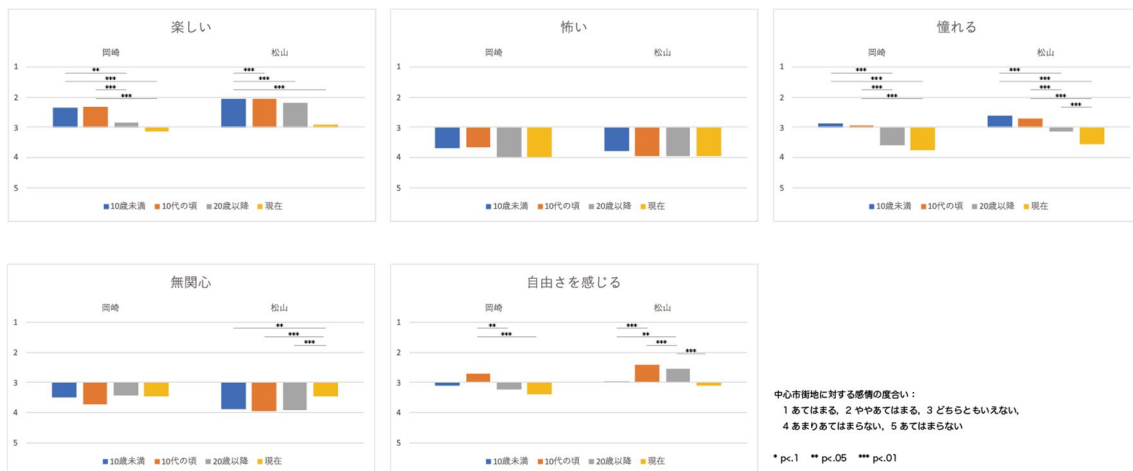 楽しい
岡崎 松山
1
2
3
4
5
** *** *** *** *** *** ***
10歳未満 10代の頃 20歳以降 現在
怖い
岡崎 松山
1
2
3
4
5
10歳未満 10代の頃 20歳以降 現在
憧れる
岡崎 松山
1
2
3
4
5
*** *** *** *** *** *** *** *** ***
10歳未満 10代の頃 20歳以降 現在
無関心
岡崎 松山
1
2
3
4
5
** *** ***
10歳未満 10代の頃 20歳以降 現在
自由さを感じる
岡崎 松山
1
2
3
4
5
** *** *** ** *** ***
10歳未満 10代の頃 20歳以降 現在
中心市街地に対する感情の度合い：
1 あてはまる，2 ややあてはまる，3 どちらともいえない，
4 あまりあてはまらない，5 あてはまらない
* p<.1 ** p<.05 *** p<.01